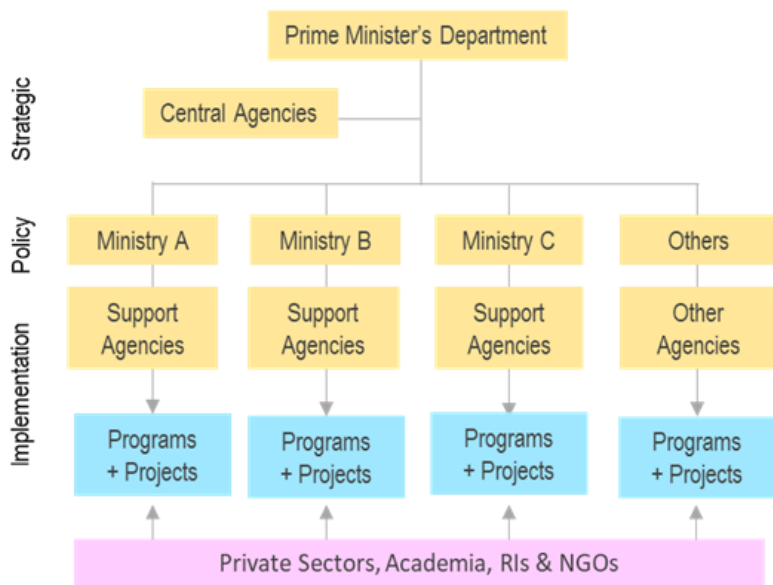 Prime Minister's Department
Strategic
Central Agencies
Policy
Ministry A
Ministry B
Ministry C
Others
Implementation
Support
Agencies
Support
Agencies
Support
Agencies
Other
Agencies
Programs
+ Projects
Programs
+ Projects
Programs
+ Projects
Programs
+ Projects
Private Sectors, Academia, RIs & NGOs